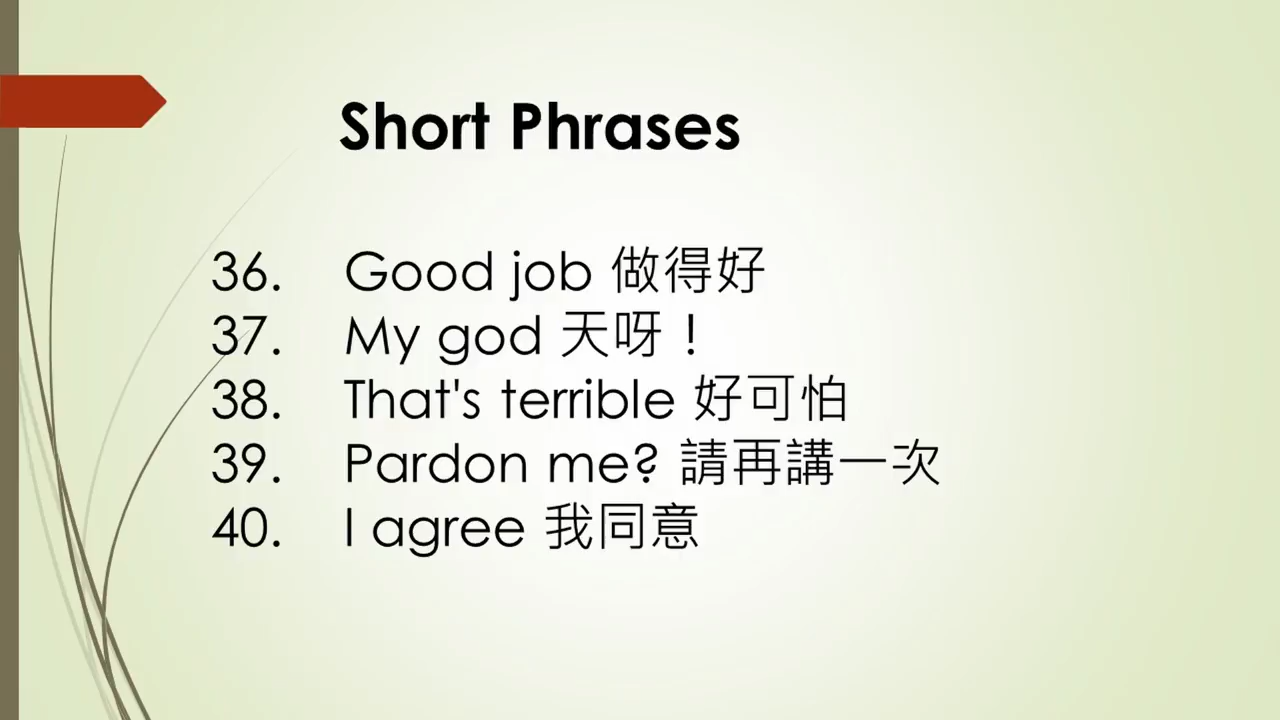 Short Phrases
36. Good job 做得好
37. My god 天呀！
38. That's terrible 好可怕
39. Pardon me? 請再講一次
40. I agree 我同意